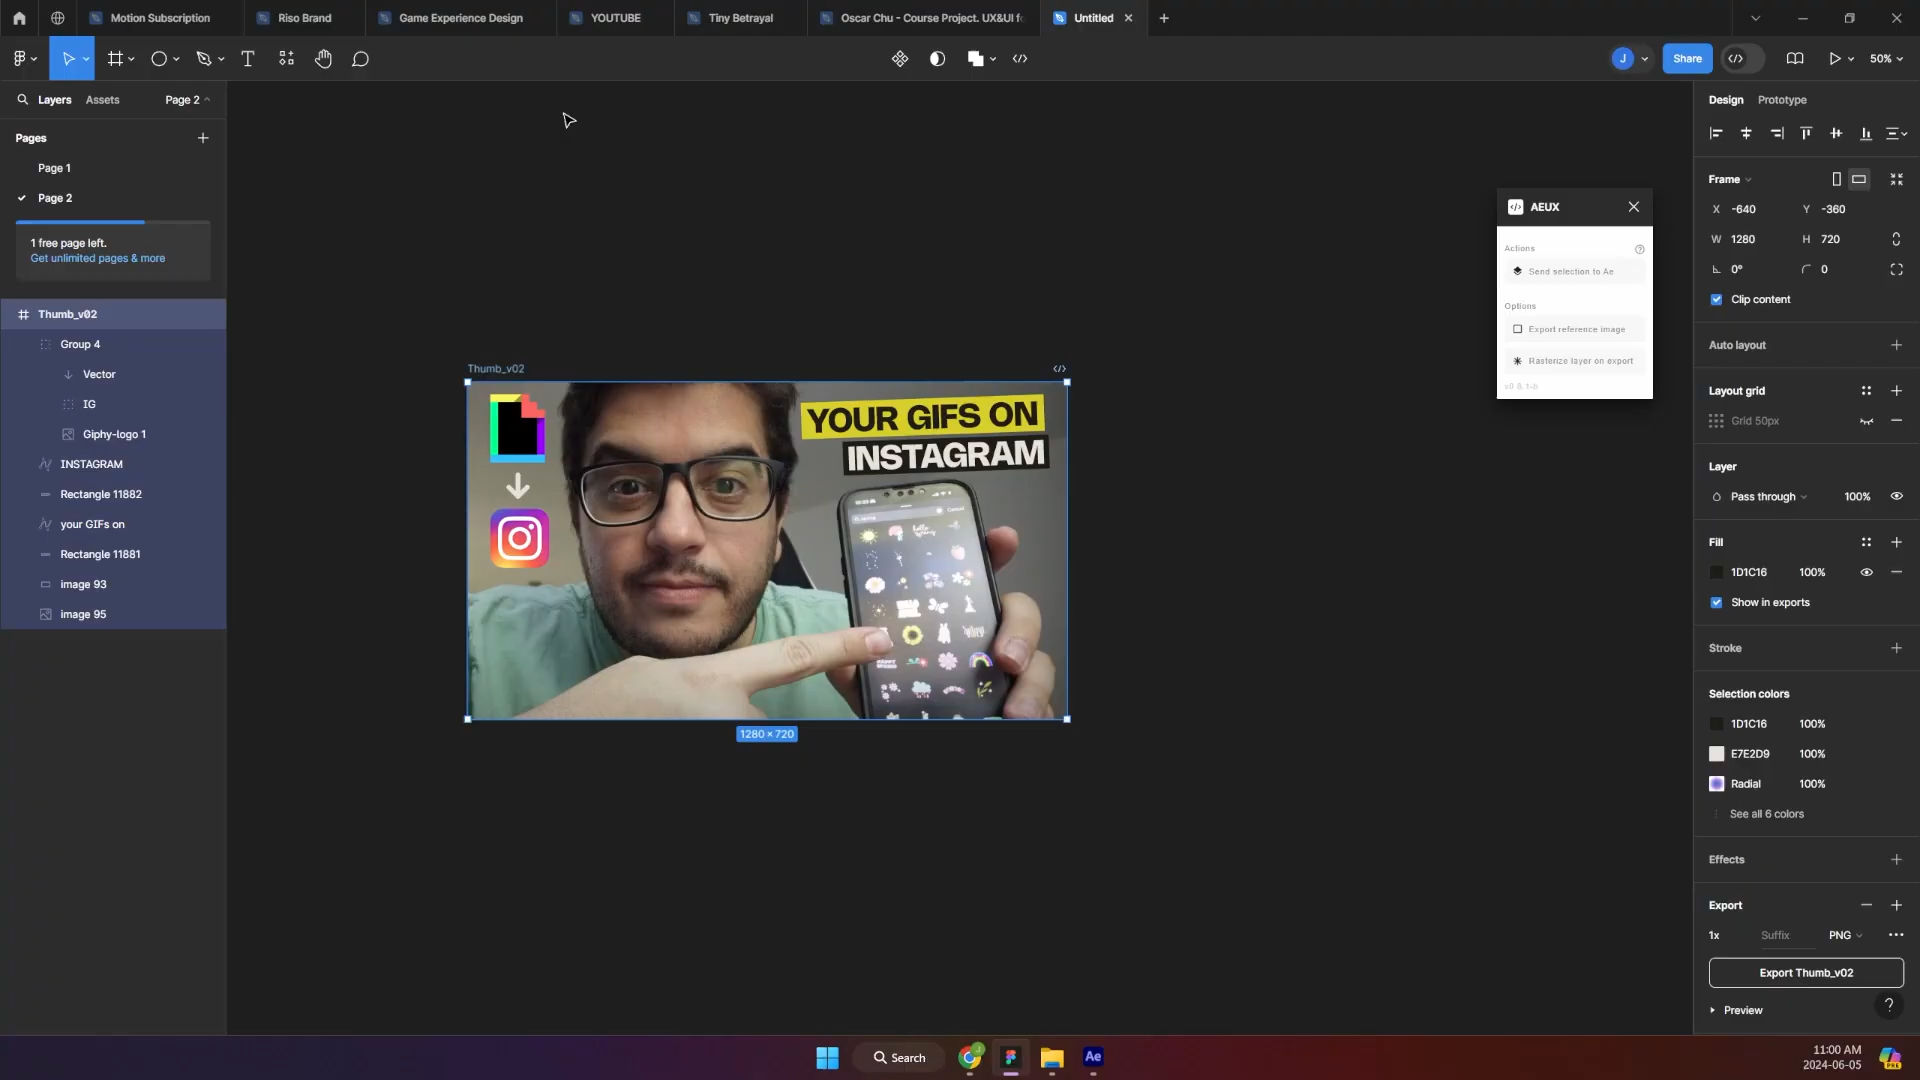 Motion Subscription
Riso Brand
Game Experience Design
YOUTUBE
Tiny Betrayal
Oscar Chu - Course Project. UX&UI f
Untitled
J
Share
50%
Layers
Assets
Page 2
Pages
Page 1
Page 2
1 free page left.
Get unlimited pages & more
Thumb_v02
Group 4
Vector
IG
Giphy-logo 1
INSTAGRAM
Rectangle 11882
your GIFs on
Rectangle 11881
image 93
image 95
Thumb_v02
YOUR GIFS ON
INSTAGRAM
Cancel
1280 × 720
AEUX
Actions
Send selection to Ae
Options
Export reference image
Rasterize layer on export
Design
Prototype
Frame
X -640 Y -360
W 1280 H 720
0° 0
Clip content
Auto layout
Layout grid
Grid 50px
Layer
Pass through 100%
Fill
1D1C16 100%
Show in exports
Stroke
Selection colors
1D1C16 100%
E7E2D9 100%
Radial 100%
See all 6 colors
Effects
Export
1x Suffix PNG
Export Thumb_v02
Preview
?
Search
Ae
11:00 AM
2024-06-05
PRE